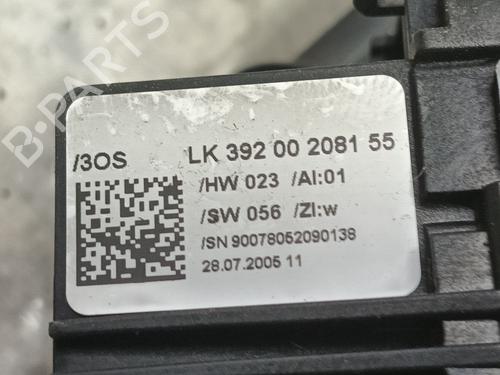 B-PARTS
/3OS LK 392 00 2081 55
/HW 023 /AI:01
/SW 056 /ZI:w
/SN 90078052090138
28.07.2005 11